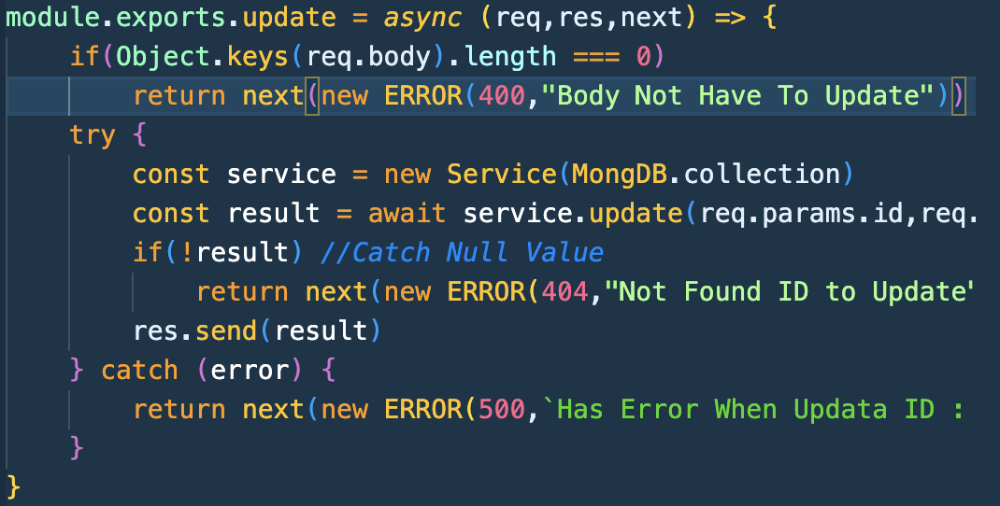 module.exports.update = async (req,res,next) => {
if(Object.keys(req.body).length === 0)
return next(new ERROR(400,"Body Not Have To Update"))
try {
const service = new Service(MongDB.collection)
const result = await service.update(req.params.id,req.
if(!result) //Catch Null Value
return next(new ERROR(404,"Not Found ID to Update"
res.send(result)
} catch (error) {
return next(new ERROR(500,`Has Error When Updata ID :
}
}